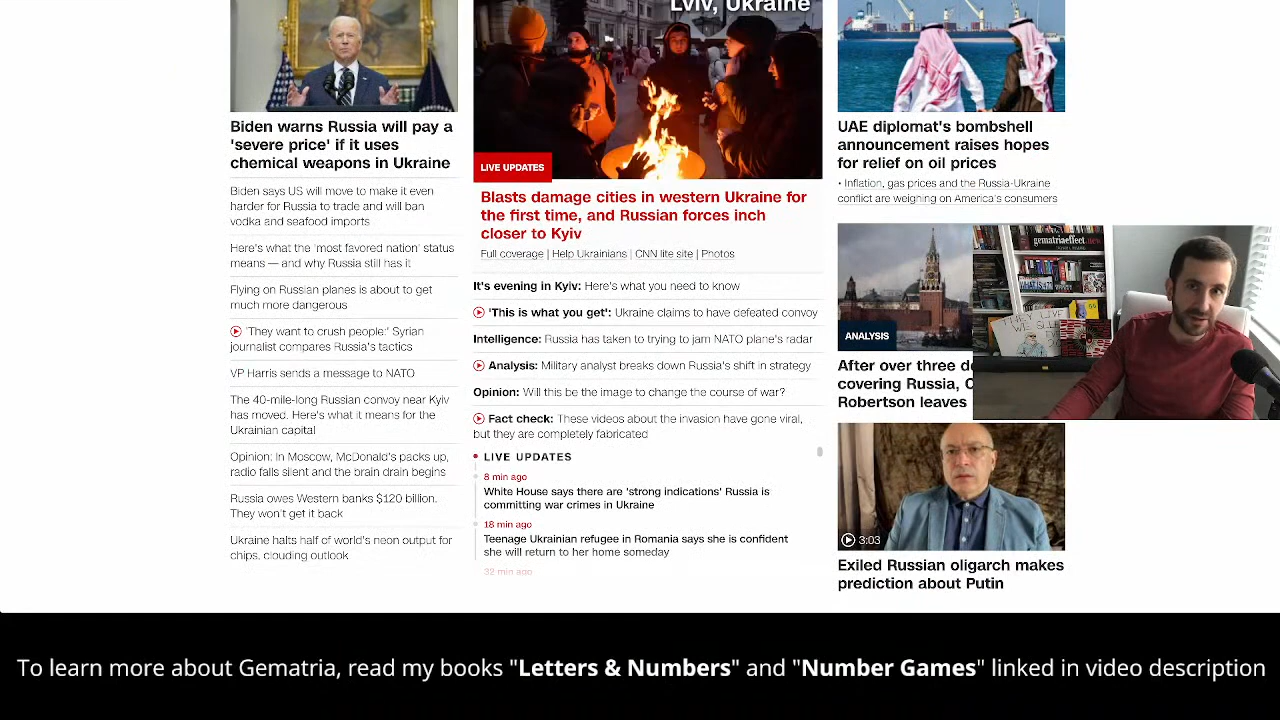 Lviv, Ukraine
Biden warns Russia will pay a
'severe price' if it uses
chemical weapons in Ukraine
Biden says US will move to make it even
harder for Russia to trade and will ban
vodka and seafood imports
Here's what the 'most favored nation' status
means — and why Russia is losing it
Flying on Russian planes is about to get
much more dangerous
'They want to crush people:' Syrian
journalist compares Russia's tactics
VP Harris sends a message to NATO
The 40-mile-long Russian convoy near Kyiv
has moved. Here's what it means for the
Ukrainian capital
Opinion: In Moscow, McDonald's packs up,
radio falls silent and the brain drain begins
Russia owes Western banks $120 billion.
They won't get it back
Ukraine halts half of world's neon output for
chips, clouding outlook
LIVE UPDATES
Blasts damage cities in western Ukraine for
the first time, and Russian forces inch
closer to Kyiv
Full coverage | Help Ukrainians | CNN lite site | Photos
It's evening in Kyiv: Here's what you need to know
'This is what you get': Ukraine claims to have defeated convoy
Intelligence: Russia has taken to trying to jam NATO plane's radar
Analysis: Military analyst breaks down Russia's shift in strategy
Opinion: Will this be the image to change the course of war?
Fact check: These videos about the invasion have gone viral,
but they are completely fabricated
LIVE UPDATES
8 min ago
White House says there are 'strong indications' Russia is
committing war crimes in Ukraine
18 min ago
Teenage Ukrainian refugee in Romania says she is confident
she will return to her home someday
32 min ago
UAE diplomat's bombshell
announcement raises hopes
for relief on oil prices
• Inflation, gas prices and the Russia-Ukraine
conflict are weighing on America's consumers
ANALYSIS
After over three d
covering Russia, C
Robertson leaves
gematriaeffect.news
3:03
Exiled Russian oligarch makes
prediction about Putin
To learn more about Gematria, read my books "Letters & Numbers" and "Number Games" linked in video description